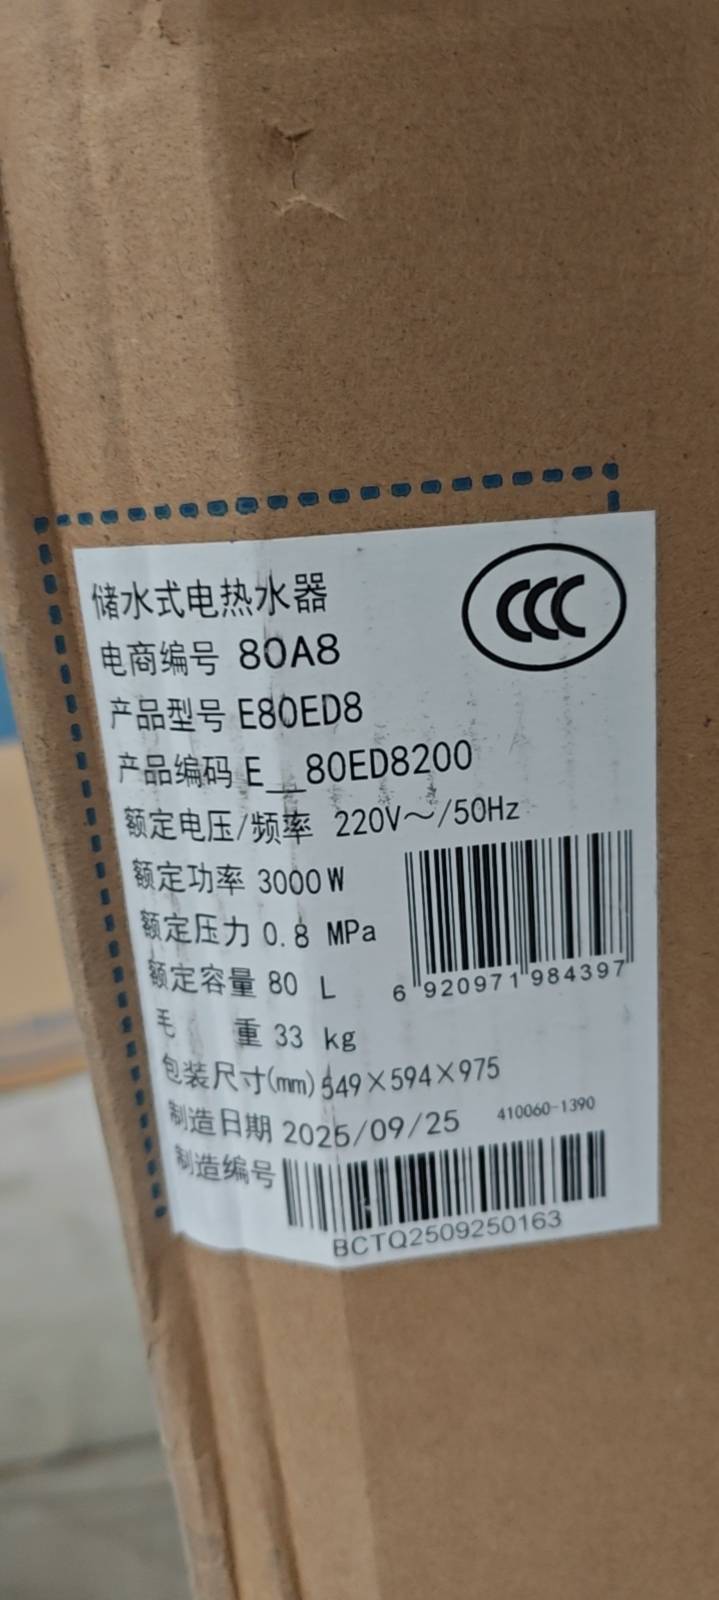 CCC
储水式电热水器
电商编号 80A8
产品型号 E80ED8
产品编码 E__80ED8200
额定电压/频率 220V～/50Hz
额定功率 3000W
额定压力 0.8 MPa
额定容量 80 L
6 920971 984397
毛 重 33 kg
包装尺寸(mm) 549×594×975
制造日期 2025/09/25
410060-1390
制造编号
BCTQ2509250163